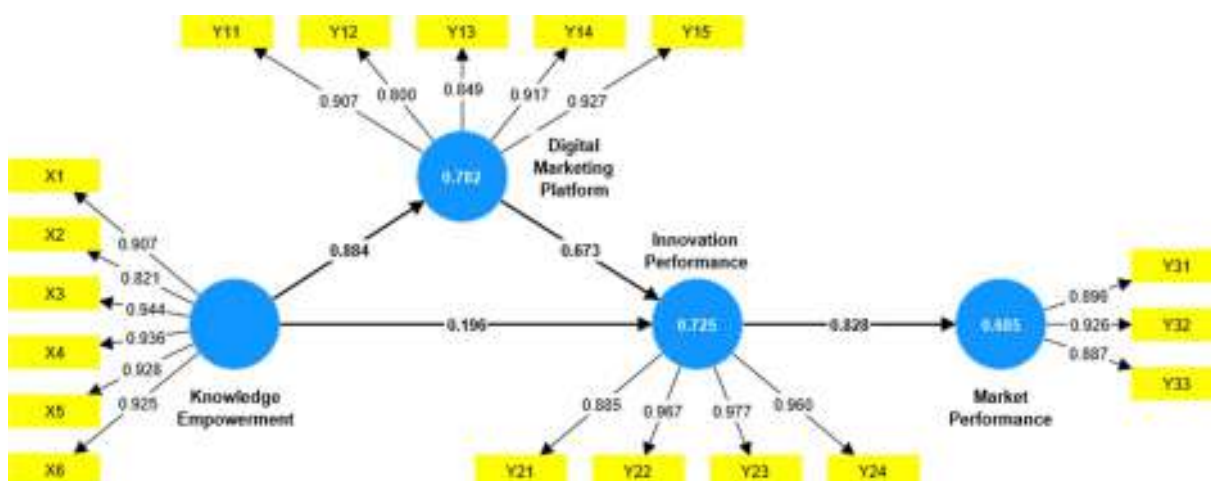 Y11
Y12
Y13
Y14
Y15
0.907
0.800
0.849
0.917
0.927
0.782
Digital
Marketing
Platform
X1
X2
X3
X4
X5
X6
0.907
0.821
0.944
0.936
0.928
0.925
Knowledge
Empowerment
0.884
0.673
0.196
Innovation
Performance
0.725
0.885
0.967
0.977
0.960
Y21
Y22
Y23
Y24
0.828
0.685
Market
Performance
0.896
0.926
0.887
Y31
Y32
Y33